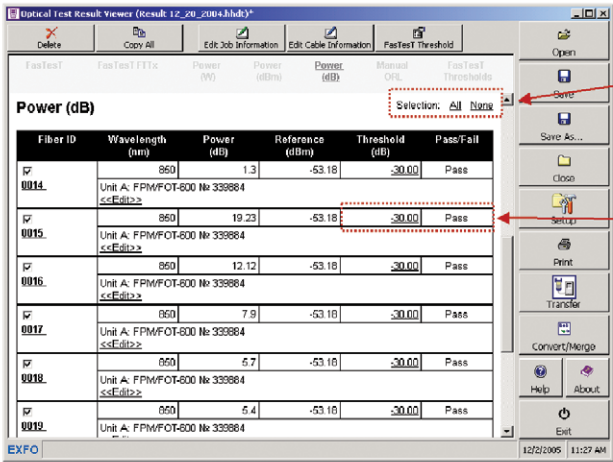 Optical Test Result Viewer (Result 12_20_2004.hhdt)*
Delete Copy All Edit Job Information Edit Cable Information FasTesT Threshold
FasTesT FasTesT FTTx Power (W) Power (dBm) Power (dB) Manual ORL FasTesT Thresholds
Power (dB)
Selection: All None
Fiber ID Wavelength (nm) Power (dB) Reference (dBm) Threshold (dB) Pass/Fail
0014 850 1.3 -53.18 -30.00 Pass
Unit A: FPM/FOT-600 № 339884
<<Edit>>
0015 850 19.23 -53.18 -30.00 Pass
Unit A: FPM/FOT-600 № 339884
<<Edit>>
0016 850 12.12 -53.18 -30.00 Pass
Unit A: FPM/FOT-600 № 339884
<<Edit>>
0017 850 7.9 -53.18 -30.00 Pass
Unit A: FPM/FOT-600 № 339884
<<Edit>>
0018 850 5.7 -53.18 -30.00 Pass
Unit A: FPM/FOT-600 № 339884
<<Edit>>
0019 850 5.4 -53.18 -30.00 Pass
Unit A: FPM/FOT-600 № 339884
Open
Save
Save As...
Close
Setup
Print
Transfer
Convert/Merge
Help About
Exit
EXFO
12/2/2005 11:27 AM